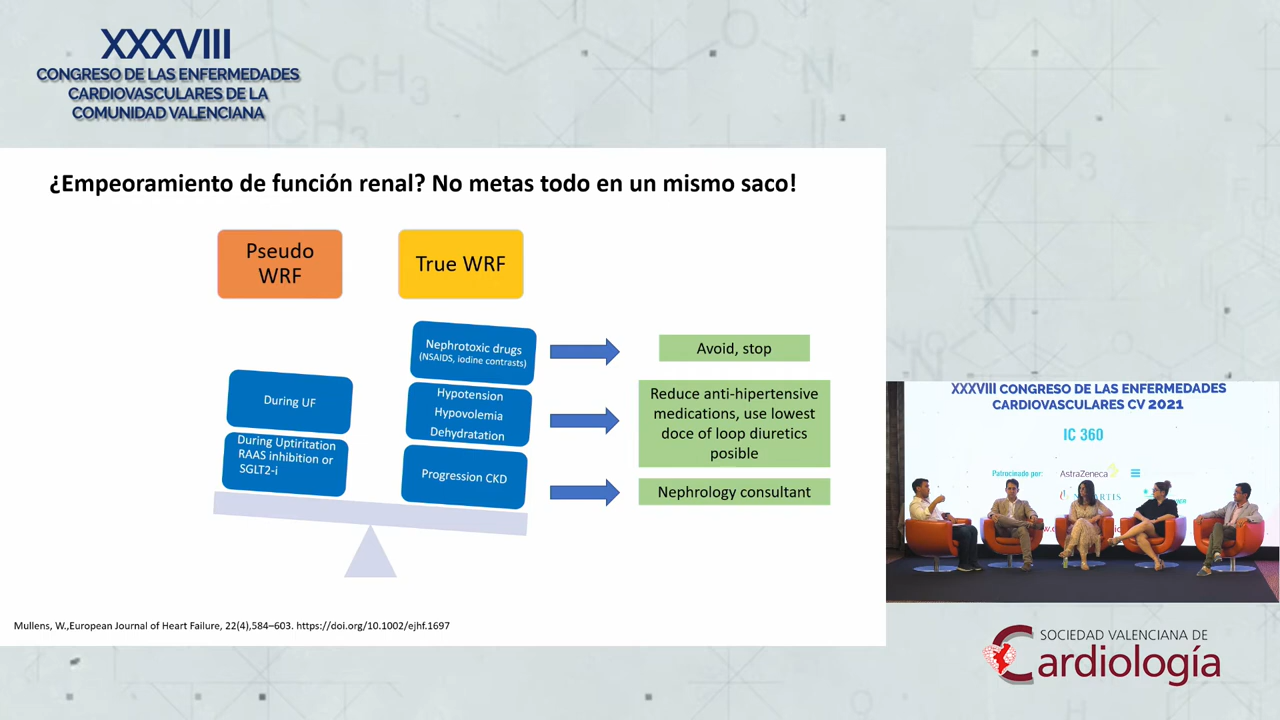 XXXVIII
CONGRESO DE LAS ENFERMEDADES
CARDIOVASCULARES DE LA
COMUNIDAD VALENCIANA
¿Empeoramiento de función renal? No metas todo en un mismo saco!
Pseudo
WRF
True WRF
During UF
During Uptiritation
RAAS inhibition or
SGLT2-i
Nephrotoxic drugs
(NSAIDS, iodine contrasts)
Hypotension
Hypovolemia
Dehydratation
Progression CKD
Avoid, stop
Reduce anti-hipertensive
medications, use lowest
doce of loop diuretics
posible
Nephrology consultant
Mullens, W.,European Journal of Heart Failure, 22(4),584–603. https://doi.org/10.1002/ejhf.1697
XXXVIII CONGRESO DE LAS ENFERMEDADES
CARDIOVASCULARES CV 2021
IC 360
Patrocinado por:
AstraZeneca
SOCIEDAD VALENCIANA DE
Cardiología